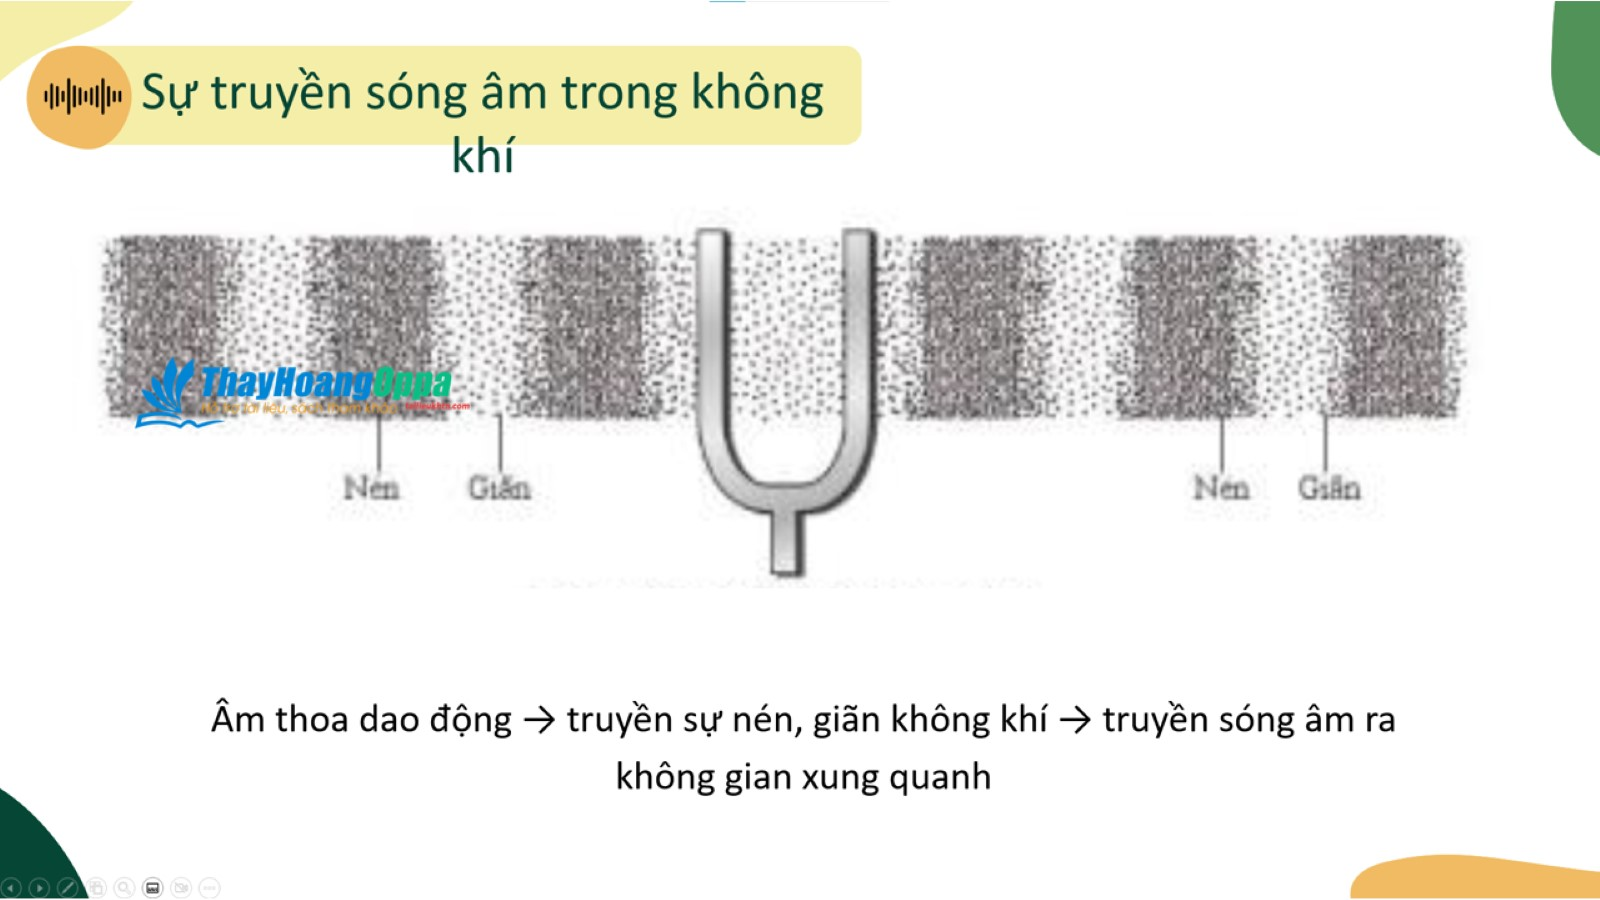 Sự truyền sóng âm trong không
khí
ThayHoangOppa
Nén Giãn
Nén Giãn
Âm thoa dao động → truyền sự nén, giãn không khí → truyền sóng âm ra
không gian xung quanh